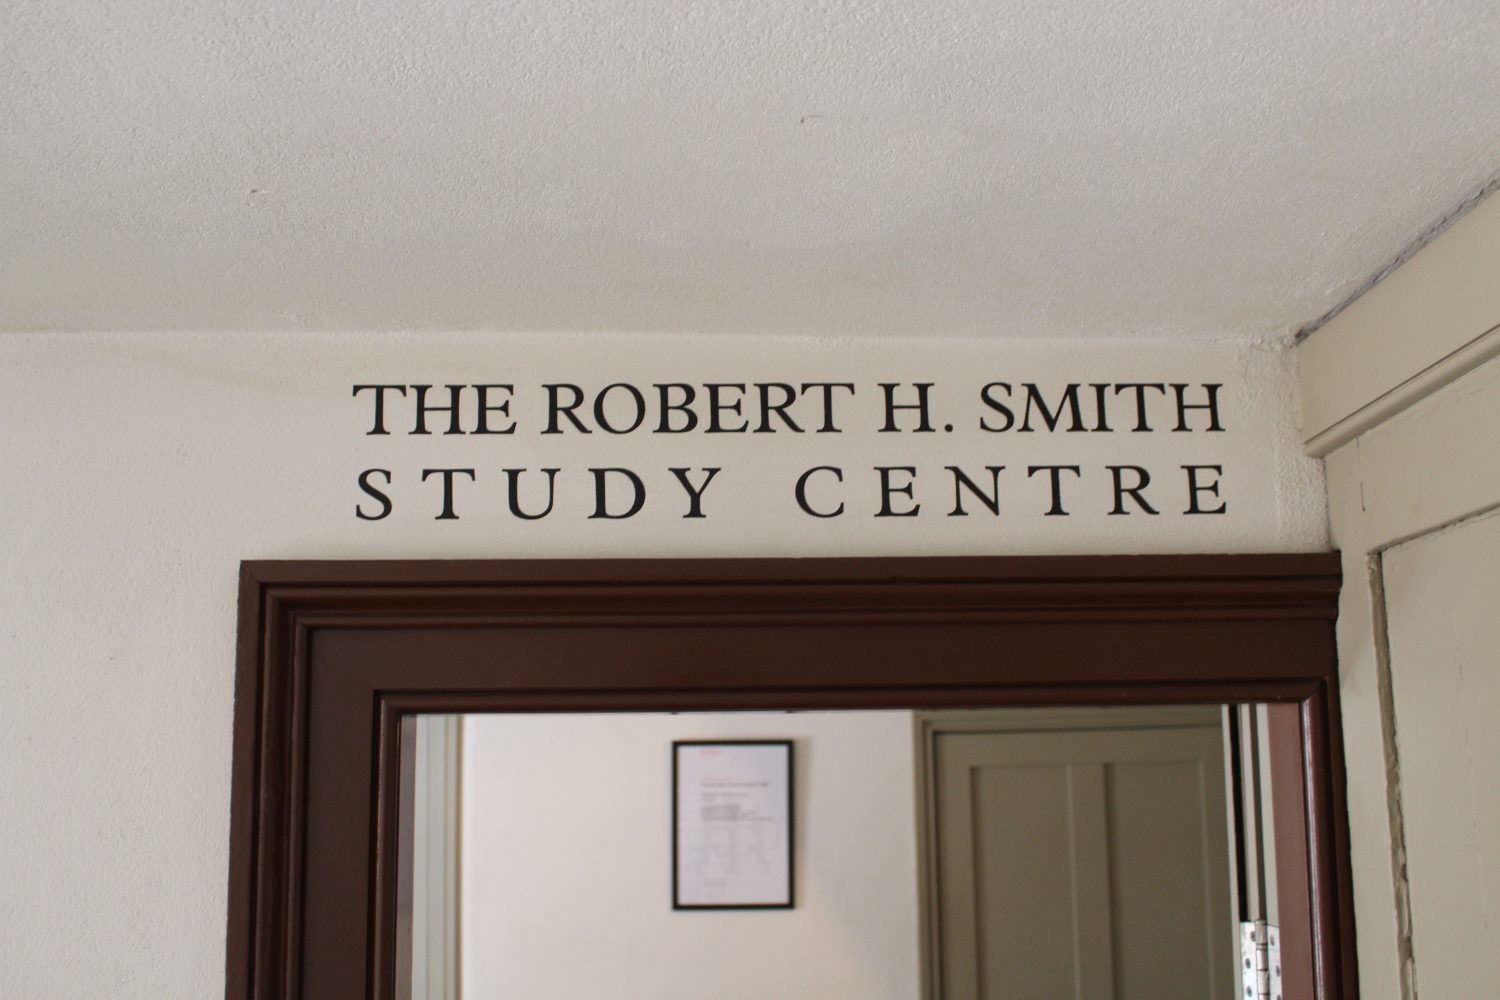 THE ROBERT H. SMITH
STUDY CENTRE